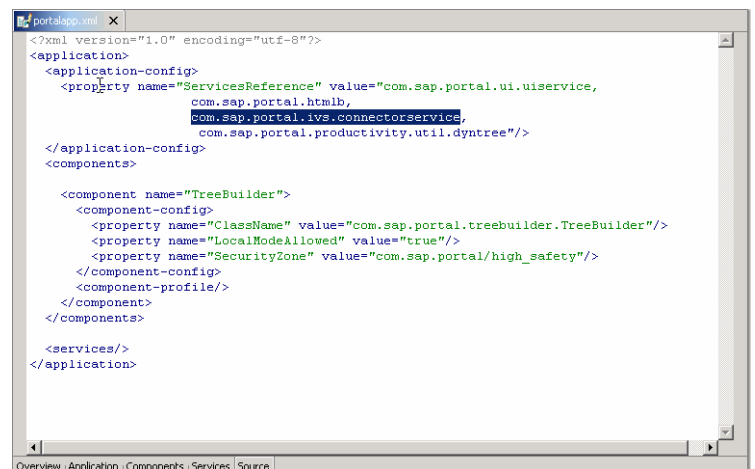 portalapp.xml
<?xml version="1.0" encoding="utf-8"?>
<application>
<application-config>
<property name="ServicesReference" value="com.sap.portal.ui.uiservice,
com.sap.portal.htmlb,
com.sap.portal.ivs.connectorservice,
com.sap.portal.productivity.util.dyntree"/>
</application-config>
<components>
<component name="TreeBuilder">
<component-config>
<property name="ClassName" value="com.sap.portal.treebuilder.TreeBuilder"/>
<property name="LocalModeAllowed" value="true"/>
<property name="SecurityZone" value="com.sap.portal/high_safety"/>
</component-config>
<component-profile/>
</component>
</components>
<services/>
</application>
Overview Application Components Services Source